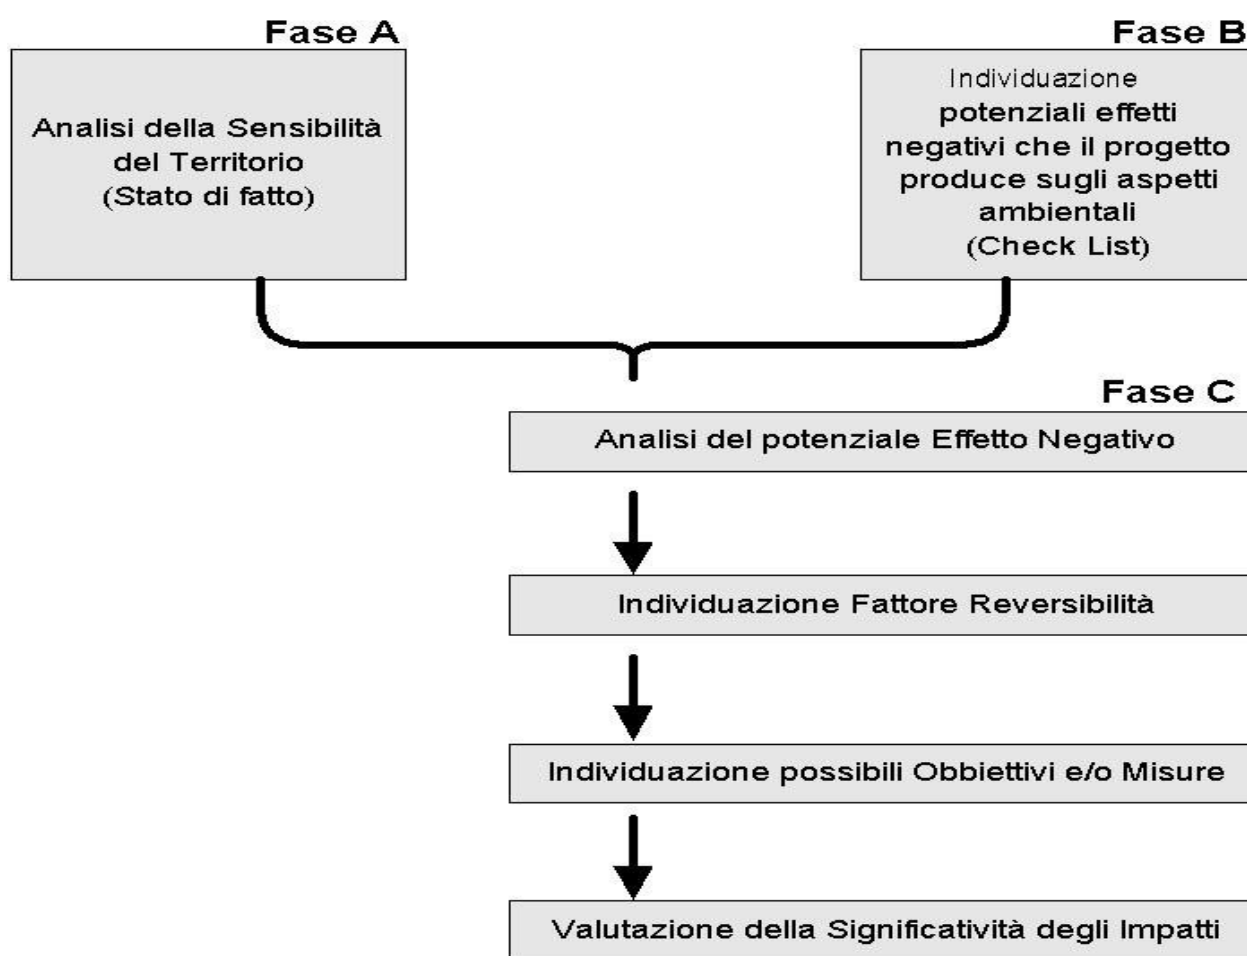 Fase A
Analisi della Sensibilità
del Territorio
(Stato di fatto)
Fase B
Individuazione
potenziali effetti
negativi che il progetto
produce sugli aspetti
ambientali
(Check List)
Fase C
Analisi del potenziale Effetto Negativo
Individuazione Fattore Reversibilità
Individuazione possibili Obbiettivi e/o Misure
Valutazione della Significatività degli Impatti